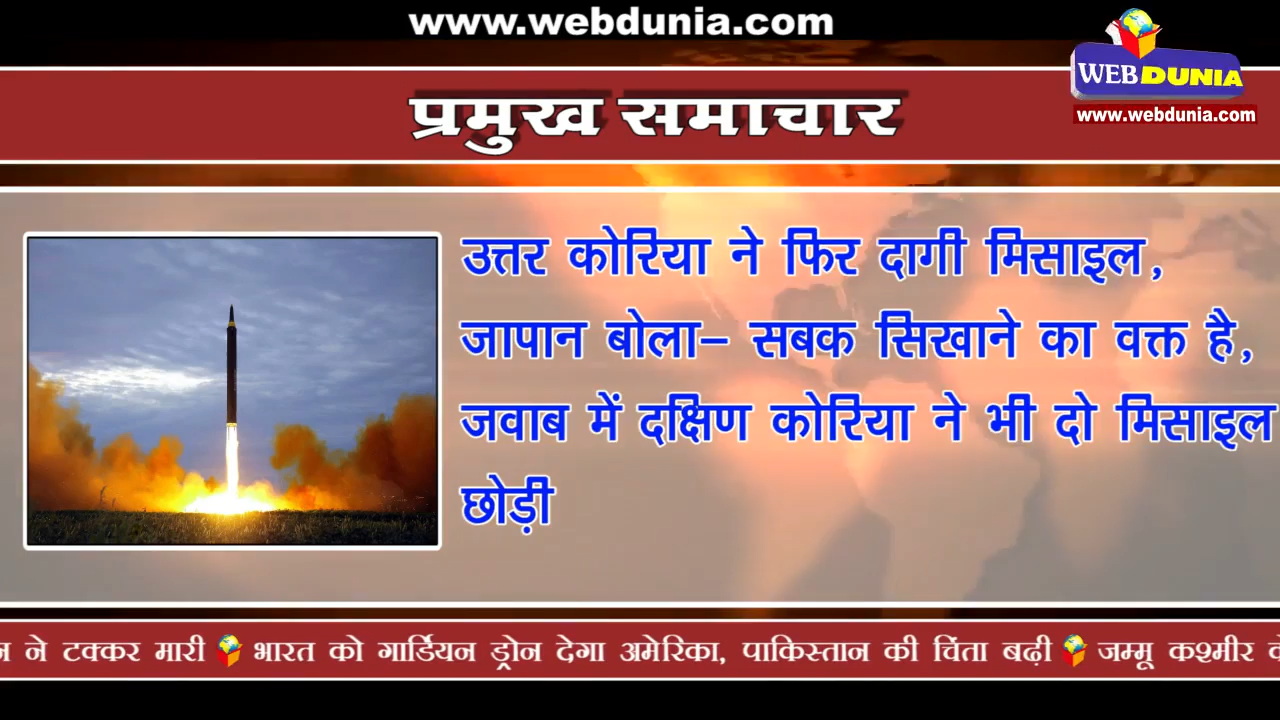 www.webdunia.com
WEBDUNIA
www.webdunia.com
प्रमुख समाचार
उत्तर कोरिया ने फिर दागी मिसाइल,
जापान बोला– सबक सिखाने का वक्त है,
जवाब में दक्षिण कोरिया ने भी दो मिसाइल
छोड़ी
ने टक्कर मारी भारत को गार्डियन ड्रोन देगा अमेरिका, पाकिस्तान की चिंता बढ़ी जम्मू कश्मीर